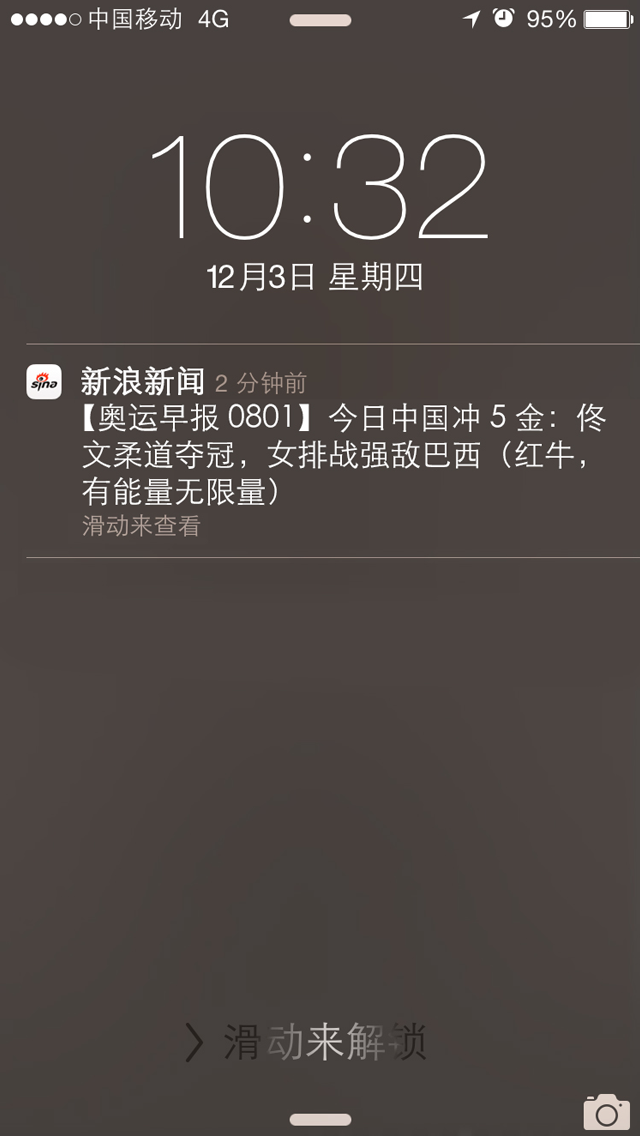 中国移动 4G 95%
10:32
12月3日 星期四
sina
新浪新闻 2 分钟前
【奥运早报 0801】今日中国冲 5 金：佟
文柔道夺冠，女排战强敌巴西（红牛，
有能量无限量）
滑动来查看
滑动来解锁